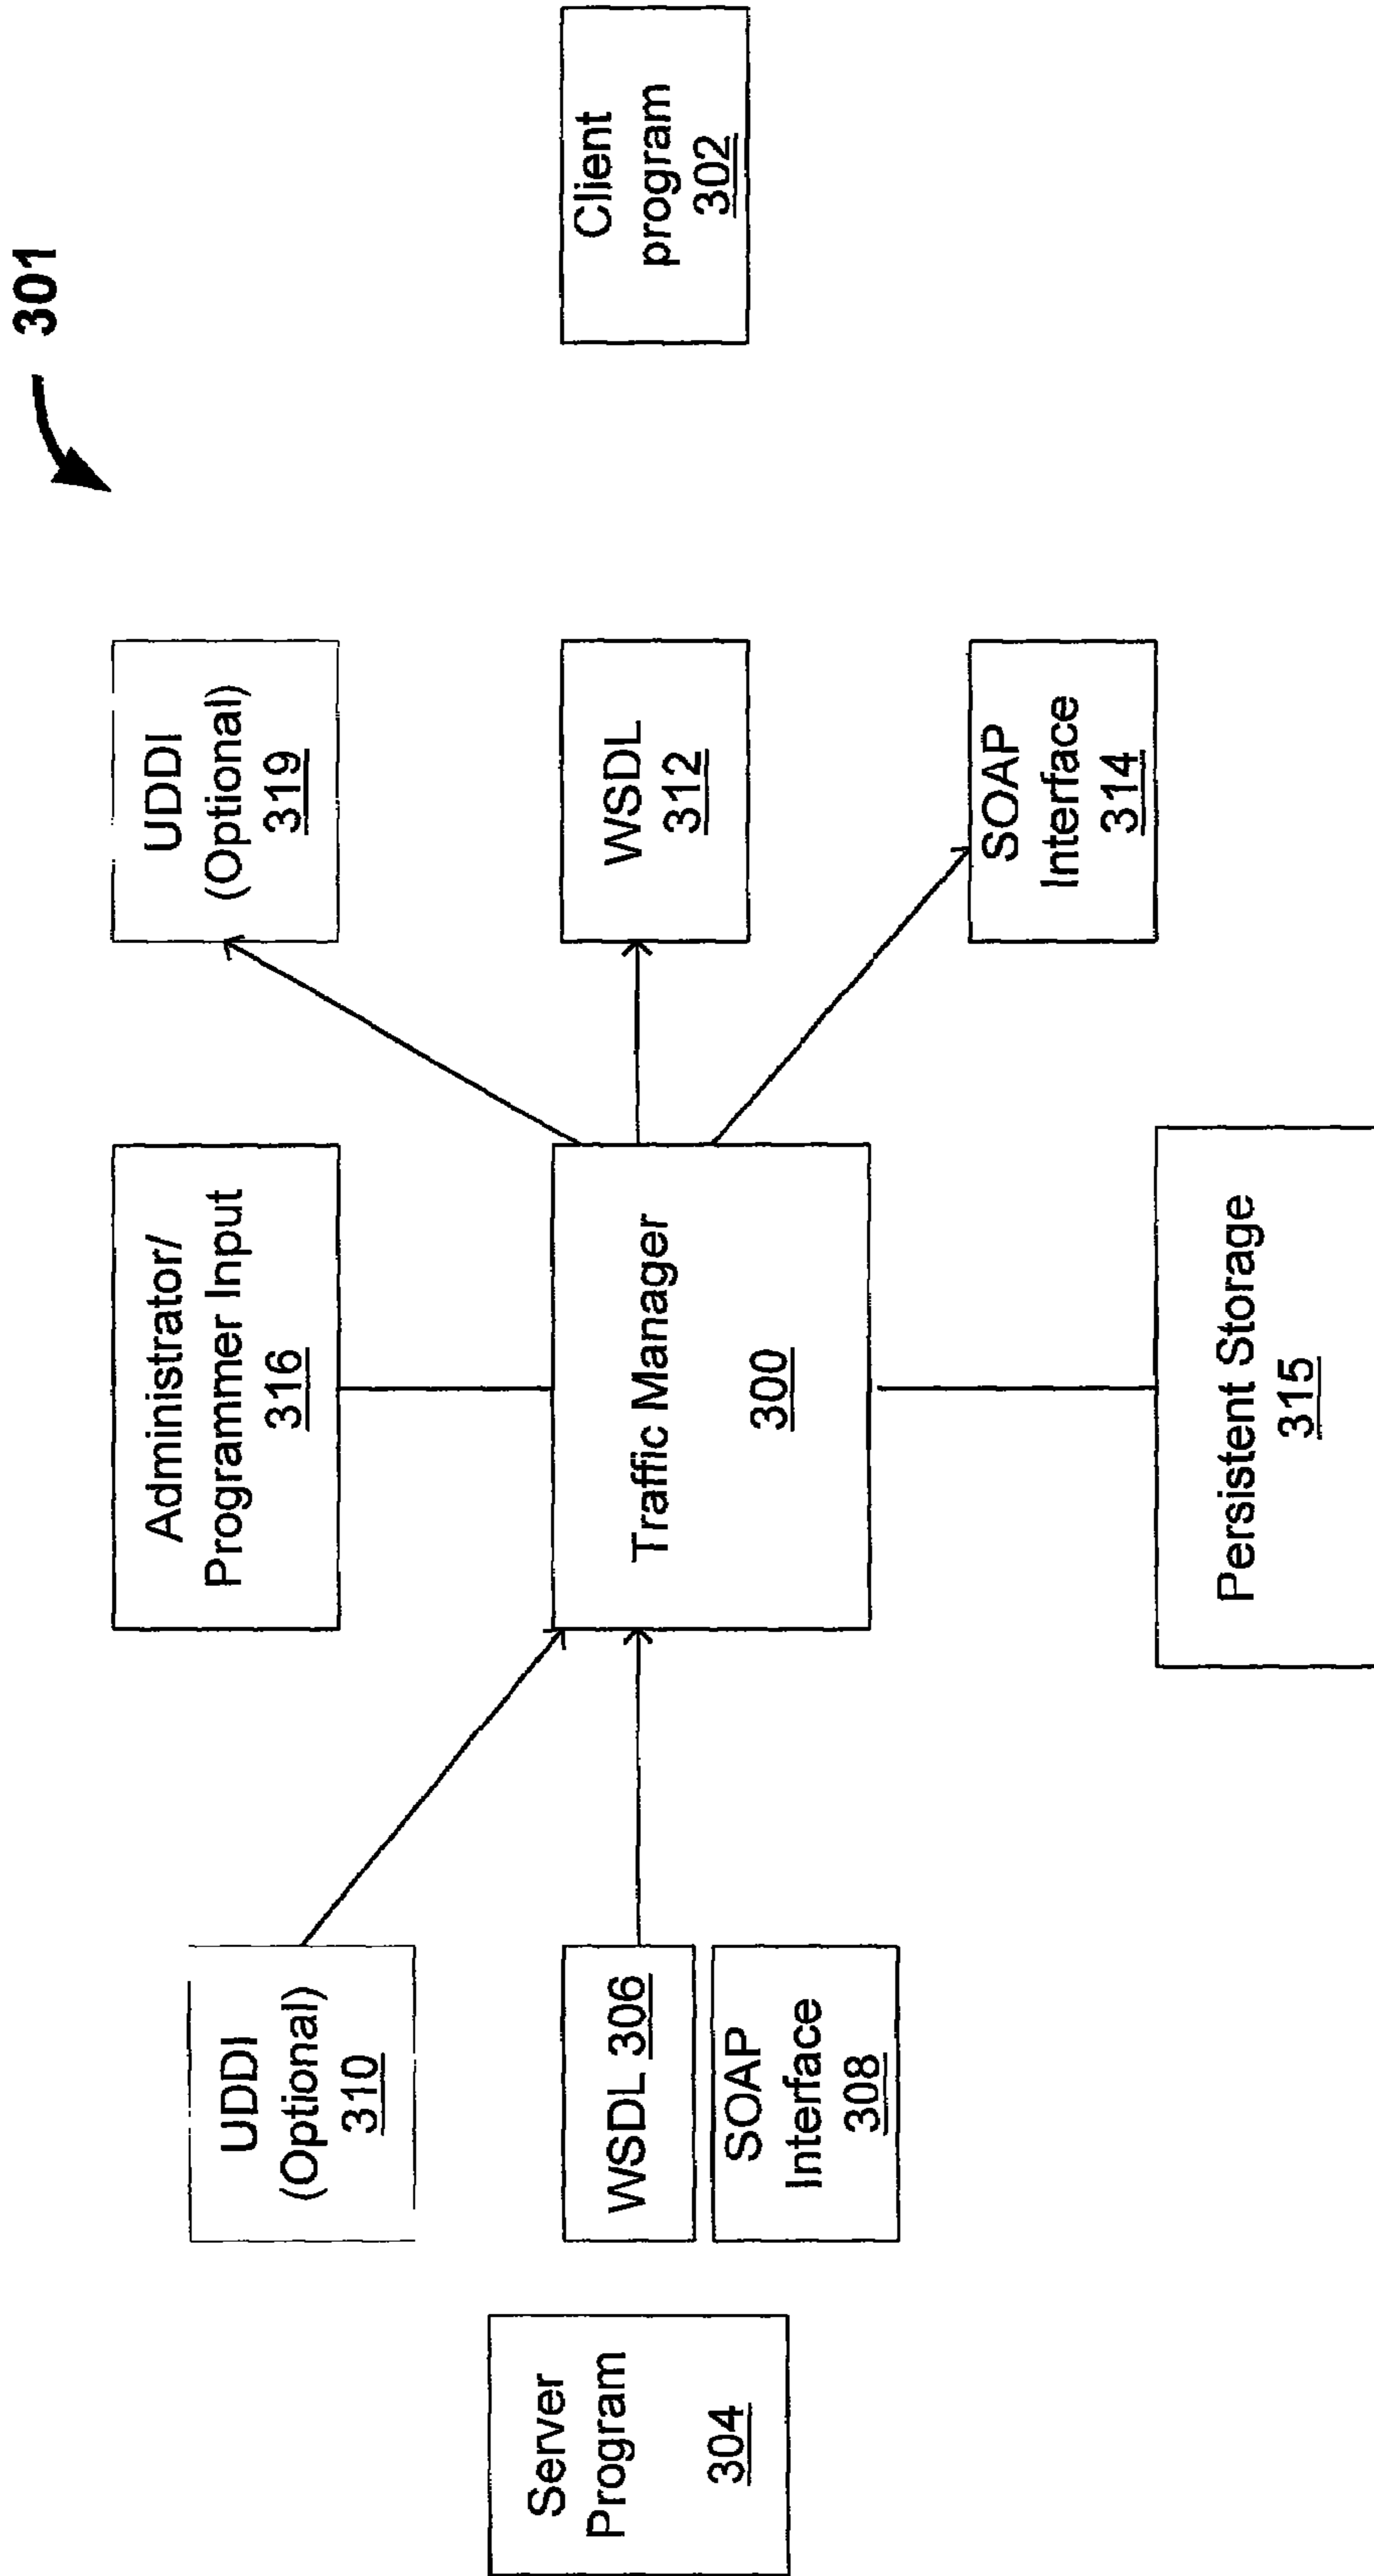 301
UDDI
(Optional)
310
Administrator/
Programmer Input
316
UDDI
(Optional)
319
Server
Program
304
WSDL 306
SOAP
Interface
308
Traffic Manager
300
WSDL
312
SOAP
Interface
314
Client
program
302
Persistent Storage
315